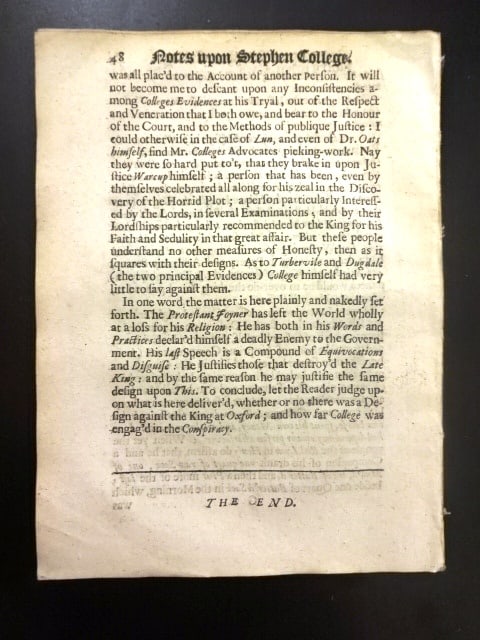 48 Notes upon Stephen College.
was all plac'd to the Account of another Person. It will
not become me to descant upon any Inconsistencies a-
mong Colleges Evidences at his Tryal, out of the Respect
and Veneration that I both owe, and bear to the Honour
of the Court, and to the Methods of publique Justice: I
could otherwise in the case of Lun, and even of Dr. Oats
himself, find Mr. Colleges Advocates picking-work. Nay
they were so hard put to't, that they brake in upon Ju-
stice Warcup himself; a person that has been, even by
themselves celebrated all along for his zeal in the Disco-
very of the Horrid Plot; a person particularly Interess-
ed by the Lords, in several Examinations, and by their
Lordships particularly recommended to the King for his
Faith and Sedulity in that great affair. But these people
understand no other measures of Honesty, then as it
squares with their designs. As to Turbervile and Dugdale
(the two principal Evidences) College himself had very
little to say against them.
In one word, the matter is here plainly and nakedly set
forth. The Protestant Joyner has left the World wholly
at a loss for his Religion: He has both in his Words and
Practices declar'd himself a deadly Enemy to the Govern-
ment. His last Speech is a Compound of Equivocations
and Disguise: He Justifies those that destroy'd the Late
King: and by the same reason he may justifie the same
design upon This. To conclude, let the Reader judge up-
on what is here deliver'd, whether or no there was a De-
sign against the King at Oxford; and how far College was
engag'd in the Conspiracy.
THE END.